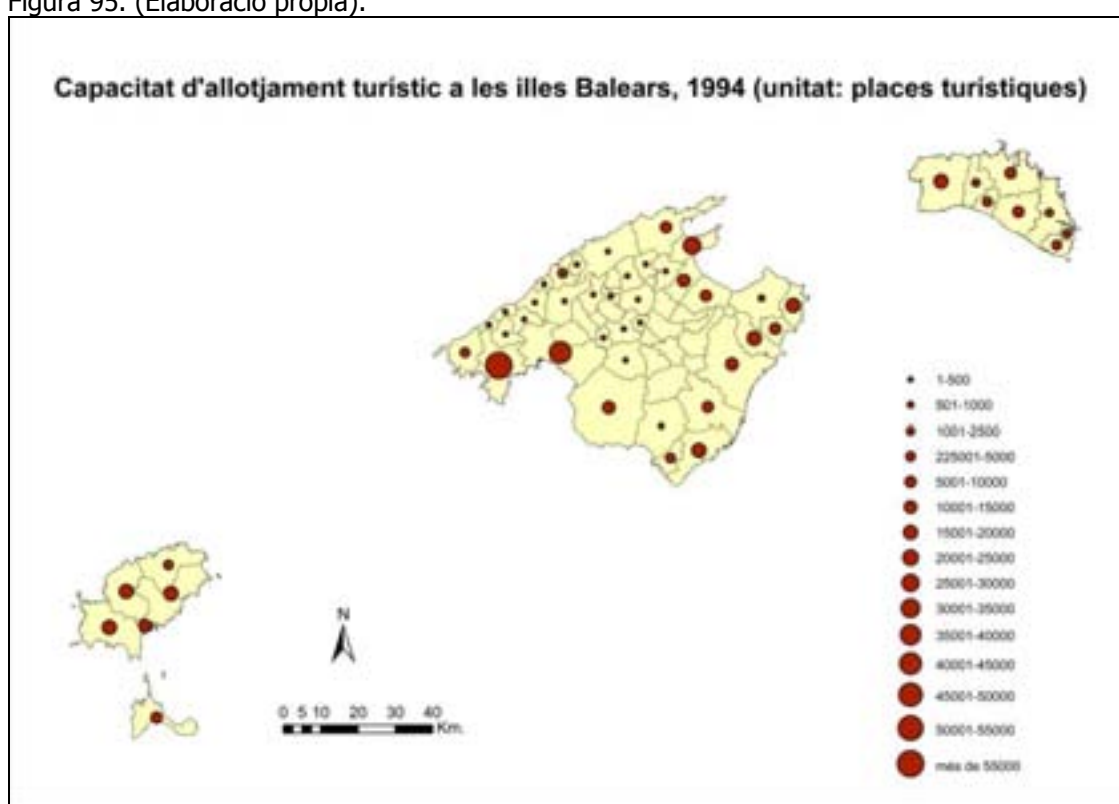 Figura 95. (Elaboració pròpia).
Capacitat d'allotjament turístic a les illes Balears, 1994 (unitat: places turístiques)
1-500
501-1000
1001-2500
225001-5000
5001-10000
10001-15000
15001-20000
20001-25000
25001-30000
30001-35000
35001-40000
40001-45000
45001-50000
50001-55000
més de 55000
N
0 5 10 20 30 40
Km.